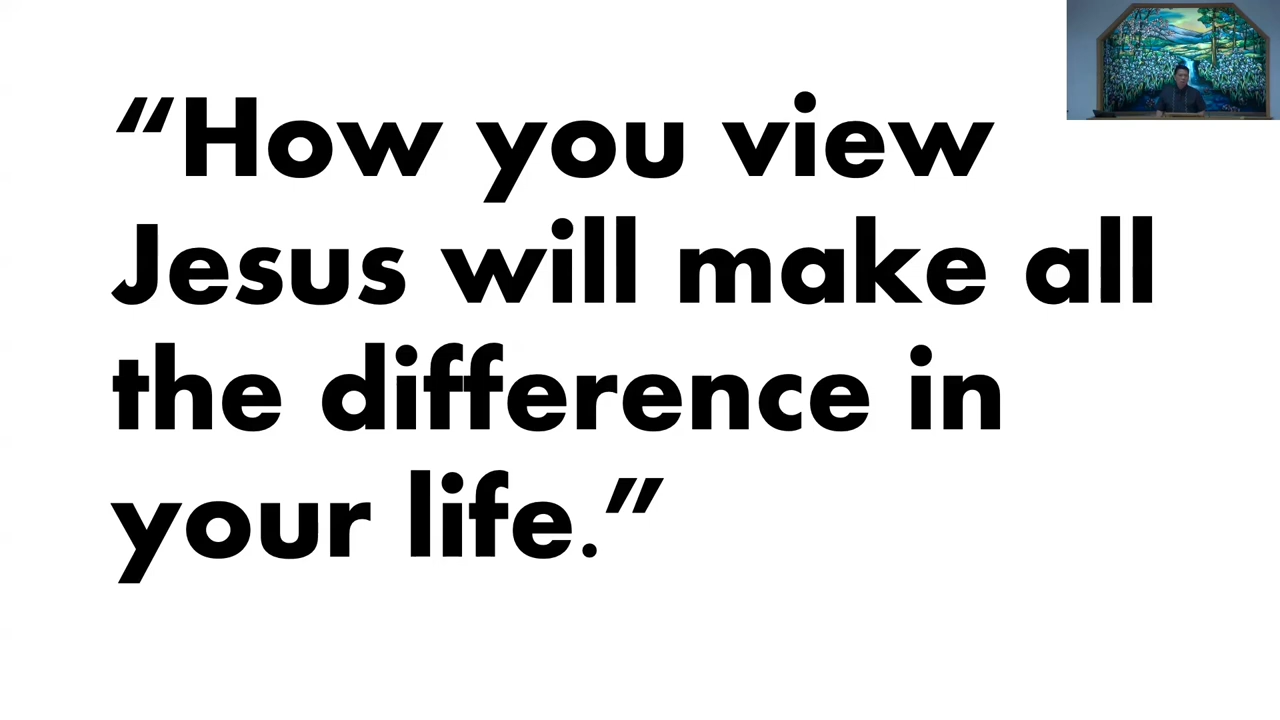 “How you view
Jesus will make all
the difference in
your life.”